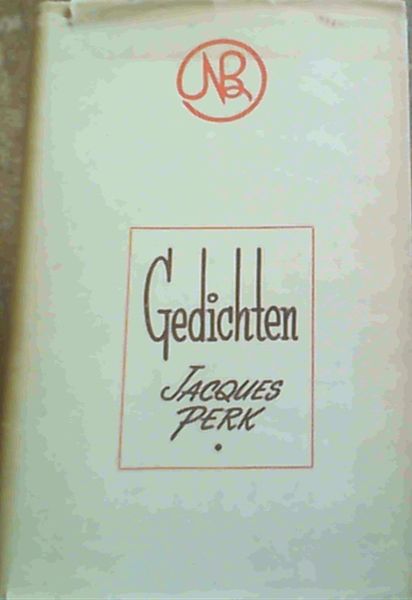 NB
Gedichten
JACQUES
PERK